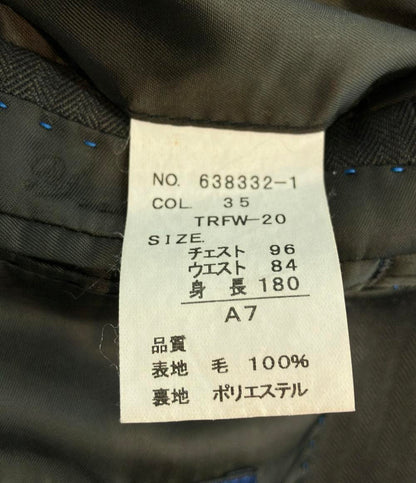 NO. 638332-1
COL. 35
TRFW-20
SIZE.
チェスト 96
ウエスト 84
身長 180
A7
品質
表地 毛 100%
裏地 ポリエステル